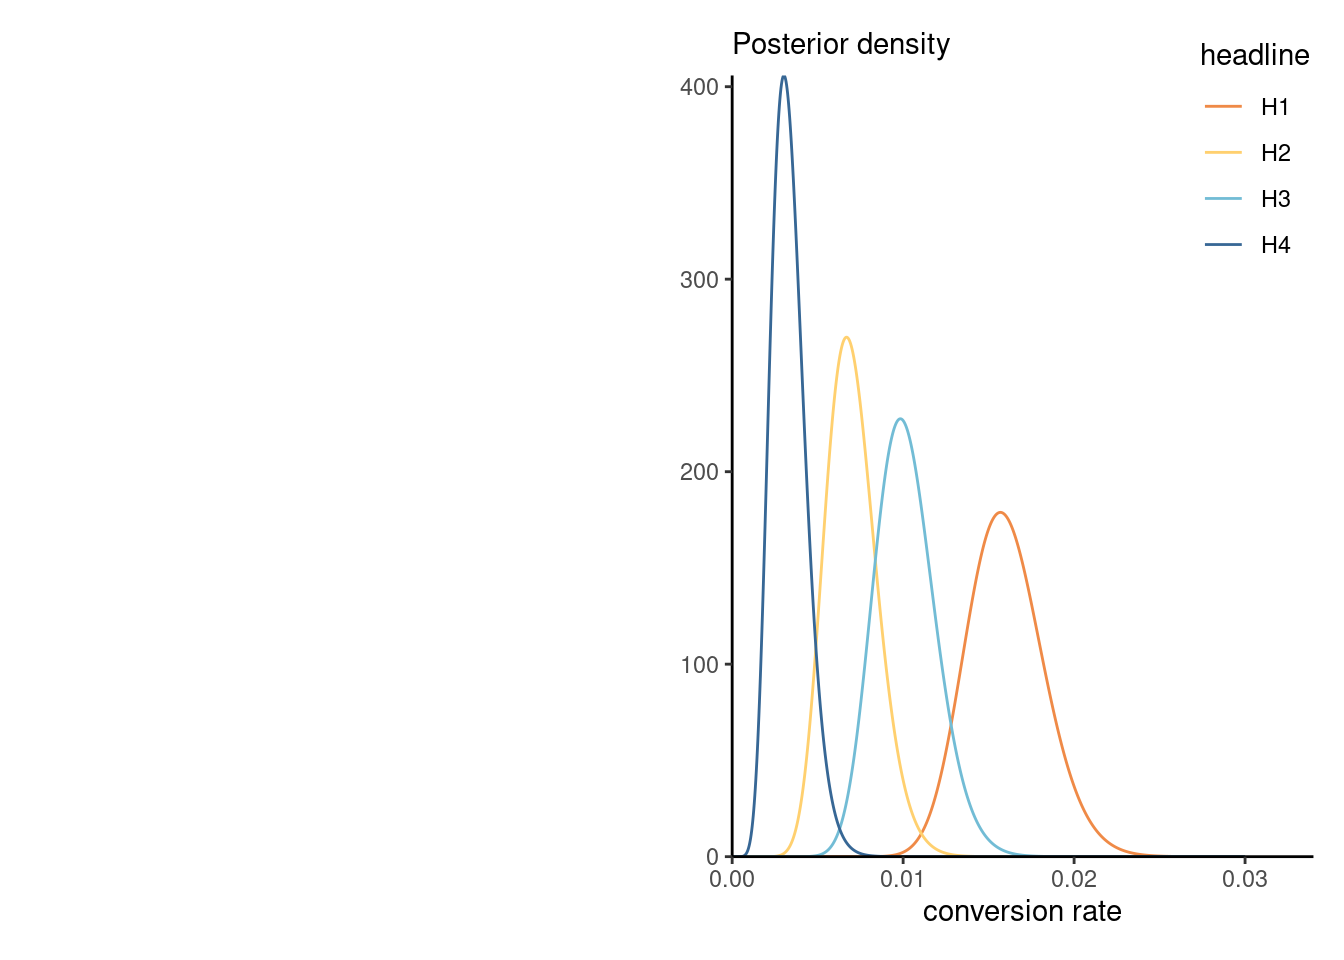 Posterior density
headline
H1
H2
H3
H4
400
300
200
100
0
0.00 0.01 0.02 0.03
conversion rate